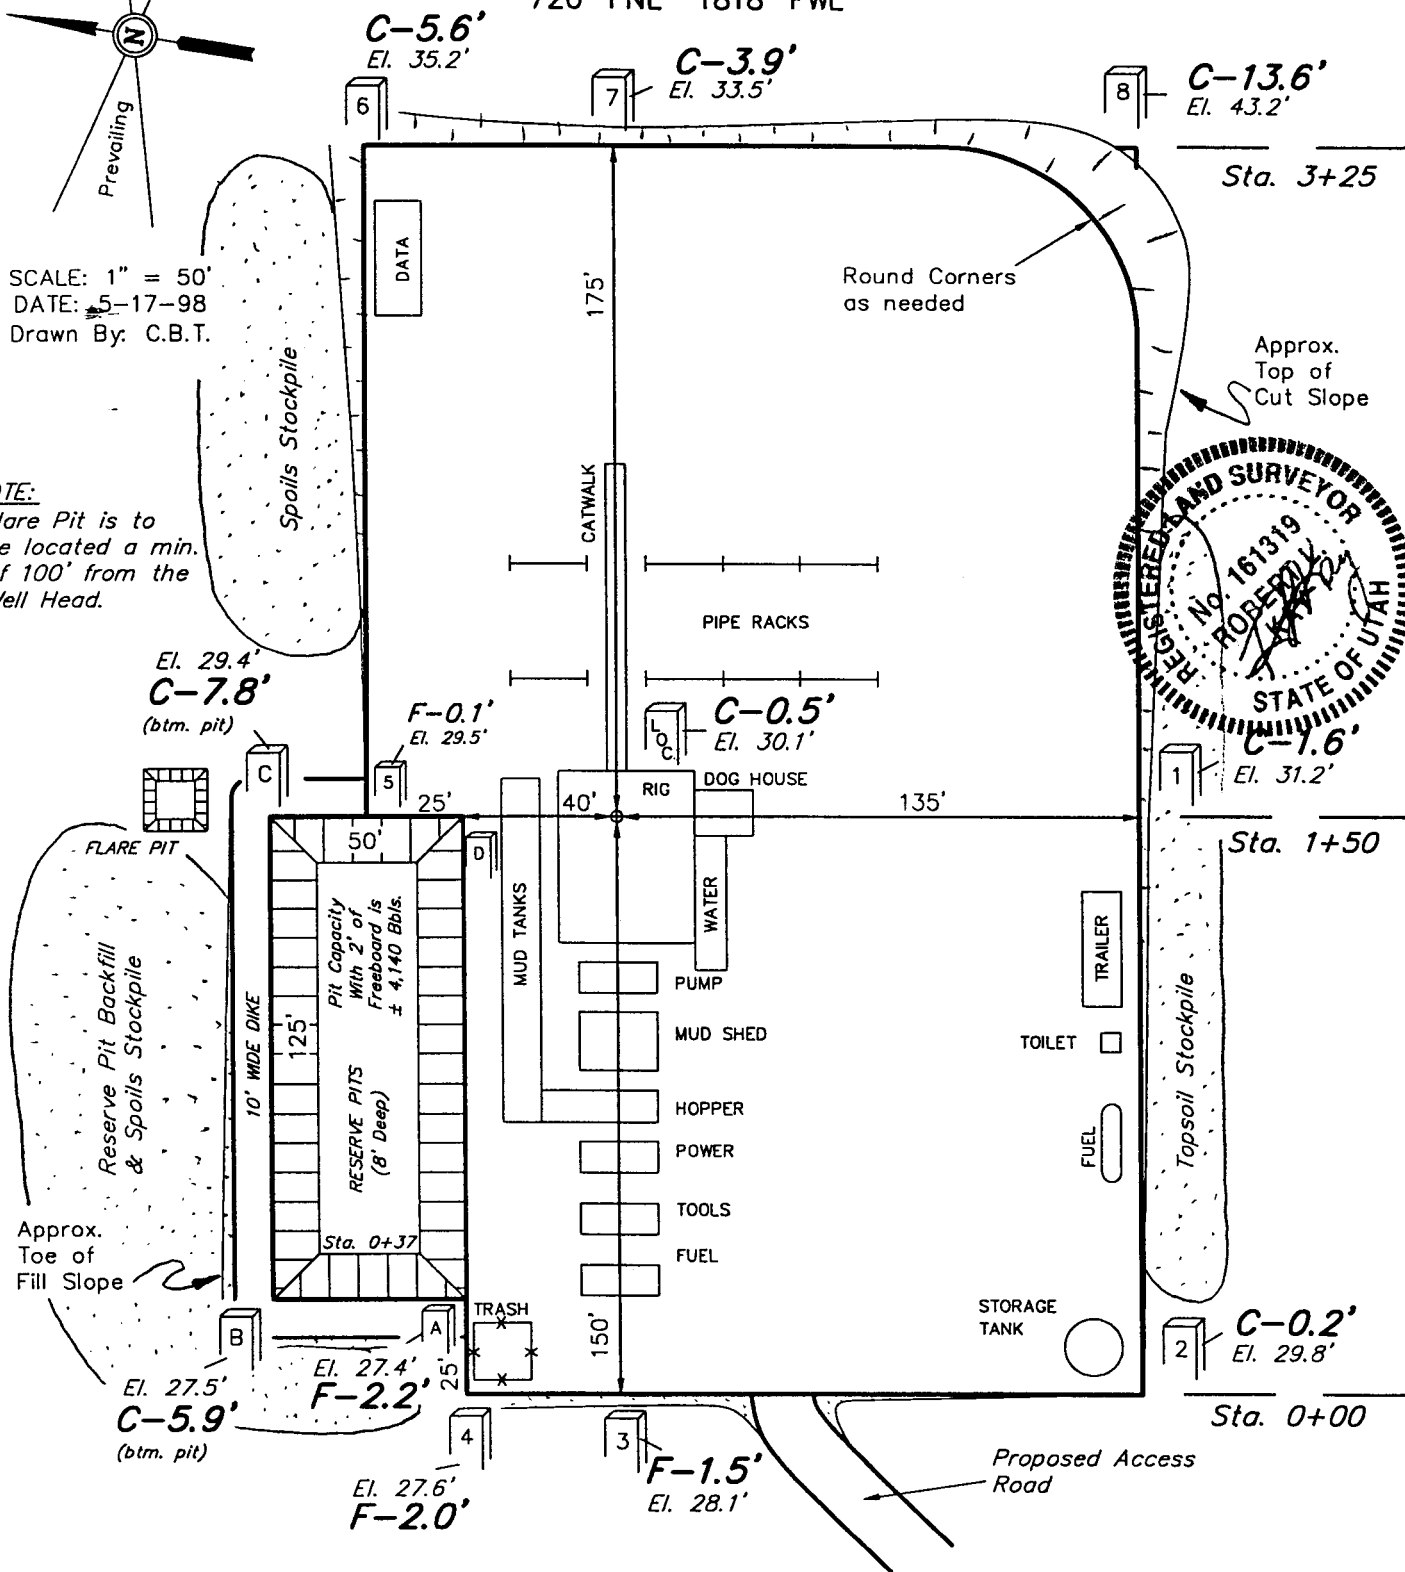 726' FNL 1818' FWL
N
Prevailing
C-5.6'
El. 35.2'
6
C-3.9'
El. 33.5'
7
C-13.6'
El. 43.2'
8
Sta. 3+25
SCALE: 1" = 50'
DATE: 5-17-98
Drawn By: C.B.T.
DATA
175'
Round Corners
as needed
Approx.
Top of
Cut Slope
Spoils Stockpile
CATWALK
REGISTERED LAND SURVEYOR
No. 161319
STATE OF UTAH
Flare Pit is to
be located a min.
of 100' from the
Well Head.
PIPE RACKS
El. 29.4'
C-7.8'
(btm. pit)
C
F-0.1'
El. 29.5'
5
LOC.
C-0.5'
El. 30.1'
C-1.6'
El. 31.2'
1
RIG
DOG HOUSE
25'
40'
135'
Sta. 1+50
FLARE PIT
50'
D
MUD TANKS
WATER
TRAILER
Pit Capacity
With 2' of
Freeboard is
± 4,140 Bbls.
PUMP
MUD SHED
TOILET
Reserve Pit Backfill
& Spoils Stockpile
10' WIDE DIKE
125'
RESERVE PITS
(8' Deep)
HOPPER
POWER
FUEL
Topsoil Stockpile
TOOLS
FUEL
Approx.
Toe of
Fill Slope
Sta. 0+37
TRASH
STORAGE
TANK
B
A
El. 27.5'
C-5.9'
(btm. pit)
El. 27.4'
F-2.2'
25'
150'
C-0.2'
El. 29.8'
2
Sta. 0+00
4
El. 27.6'
F-2.0'
3
F-1.5'
El. 28.1'
Proposed Access
Road